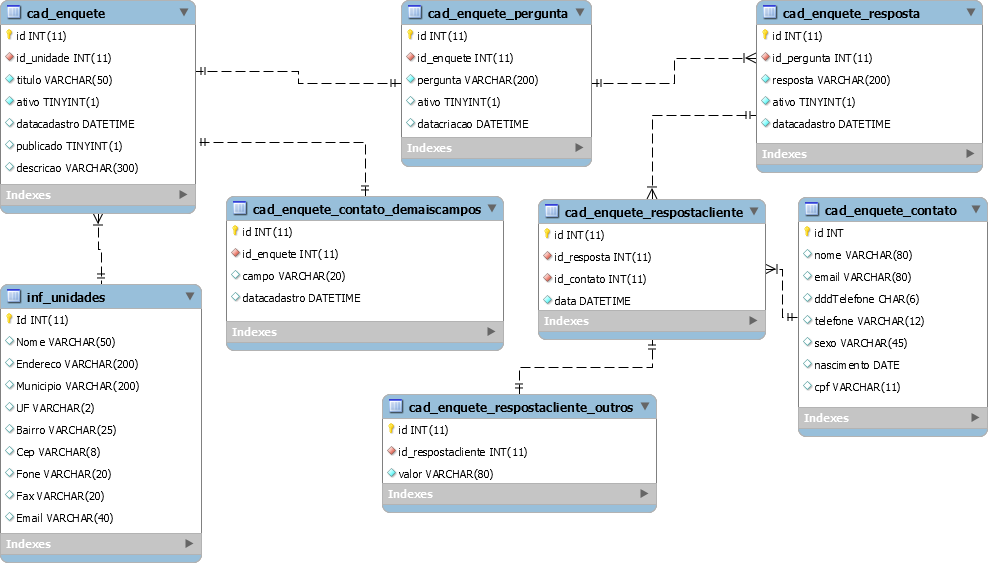 cad_enquete
id INT(11)
id_unidade INT(11)
titulo VARCHAR(50)
ativo TINYINT(1)
datacadastro DATETIME
publicado TINYINT(1)
descricao VARCHAR(300)
Indexes
cad_enquete_pergunta
id INT(11)
id_enquete INT(11)
pergunta VARCHAR(200)
ativo TINYINT(1)
datacriacao DATETIME
Indexes
cad_enquete_resposta
id INT(11)
id_pergunta INT(11)
resposta VARCHAR(200)
ativo TINYINT(1)
datacadastro DATETIME
Indexes
cad_enquete_contato_demaiscampos
id INT(11)
id_enquete INT(11)
campo VARCHAR(20)
datacadastro DATETIME
Indexes
cad_enquete_respostacliente
id INT(11)
id_resposta INT(11)
id_contato INT(11)
data DATETIME
Indexes
cad_enquete_contato
id INT
nome VARCHAR(80)
email VARCHAR(80)
dddTelefone CHAR(6)
telefone VARCHAR(12)
sexo VARCHAR(45)
nascimento DATE
cpf VARCHAR(11)
Indexes
inf_unidades
Id INT(11)
Nome VARCHAR(50)
Endereco VARCHAR(200)
Municipio VARCHAR(200)
UF VARCHAR(2)
Bairro VARCHAR(25)
Cep VARCHAR(8)
Fone VARCHAR(20)
Fax VARCHAR(20)
Email VARCHAR(40)
Indexes
cad_enquete_respostacliente_outros
id INT(11)
id_respostacliente INT(11)
valor VARCHAR(80)
Indexes